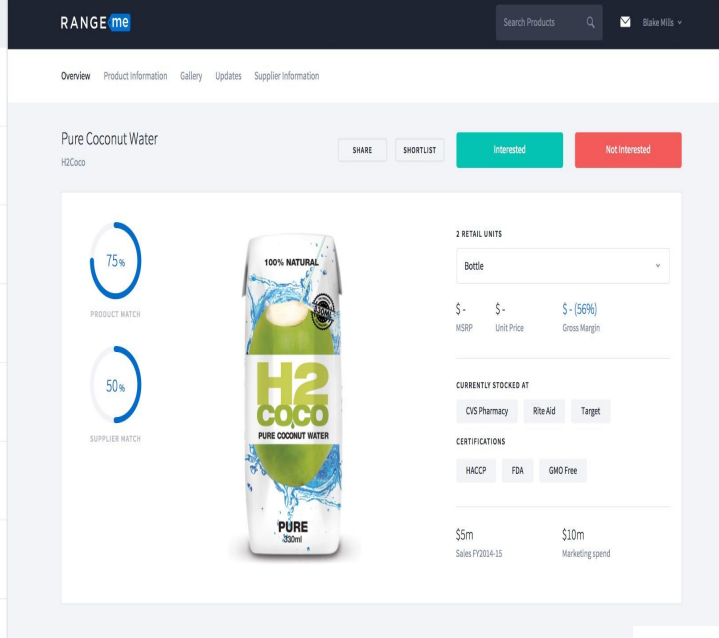 RANGE me
Search Products
Blake Mills
Overview Product Information Gallery Updates Supplier Information
Pure Coconut Water
H2Coco
SHARE
SHORTLIST
Interested
Not Interested
75%
PRODUCT MATCH
50%
SUPPLIER MATCH
100% NATURAL
H2
COCO
PURE COCONUT WATER
PURE
330ml
2 RETAIL UNITS
Bottle
$ - $ - $ - (56%)
MSRP Unit Price Gross Margin
CURRENTLY STOCKED AT
CVS Pharmacy Rite Aid Target
CERTIFICATIONS
HACCP FDA GMO Free
$5m $10m
Sales FY2014-15 Marketing spend